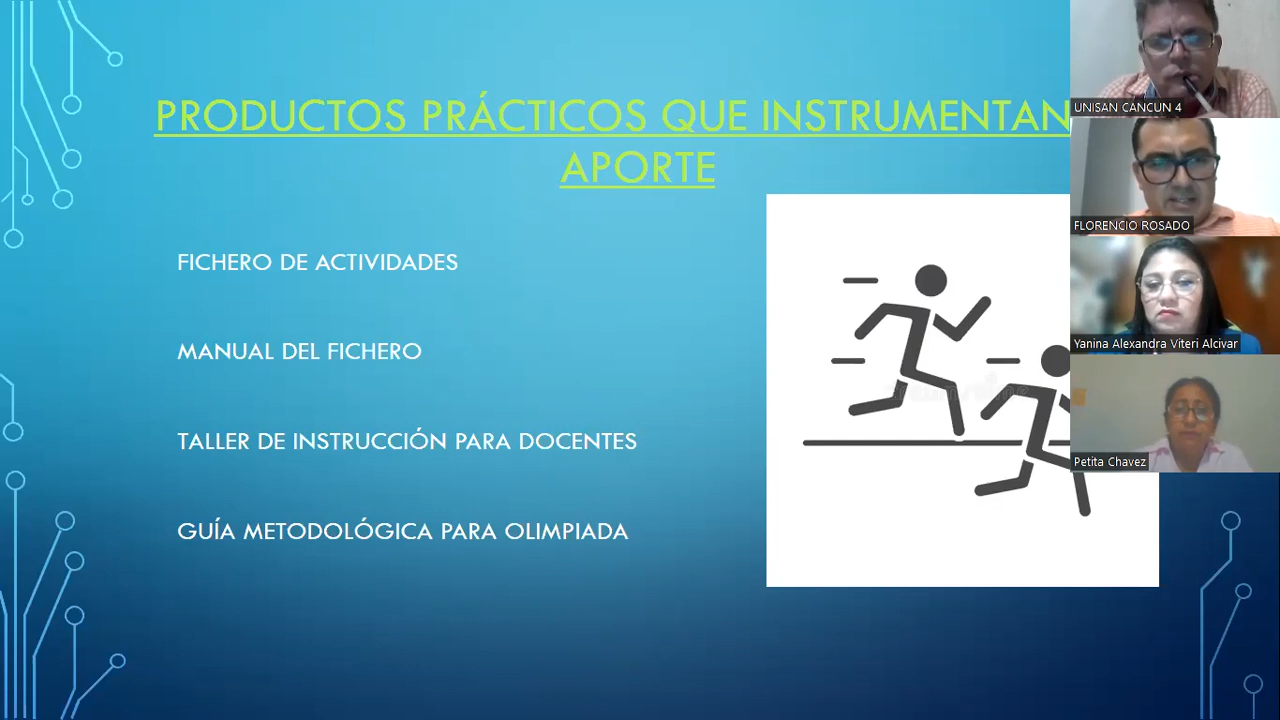 PRODUCTOS PRÁCTICOS QUE INSTRUMENTAN
APORTE
FICHERO DE ACTIVIDADES
MANUAL DEL FICHERO
TALLER DE INSTRUCCIÓN PARA DOCENTES
GUÍA METODOLÓGICA PARA OLIMPIADA
UNISAN CANCUN 4
FLORENCIO ROSADO
Yanina Alexandra Viteri Alcivar
Petita Chavez